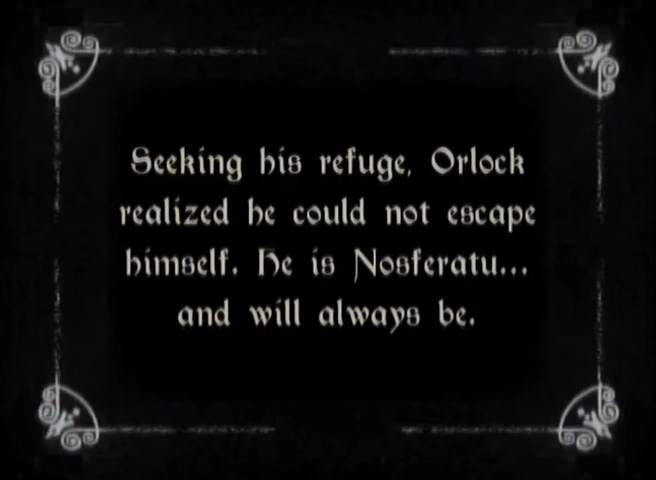 Seeking his refuge, Orlock
realized he could not escape
himself. He is Nosferatu...
and will always be.